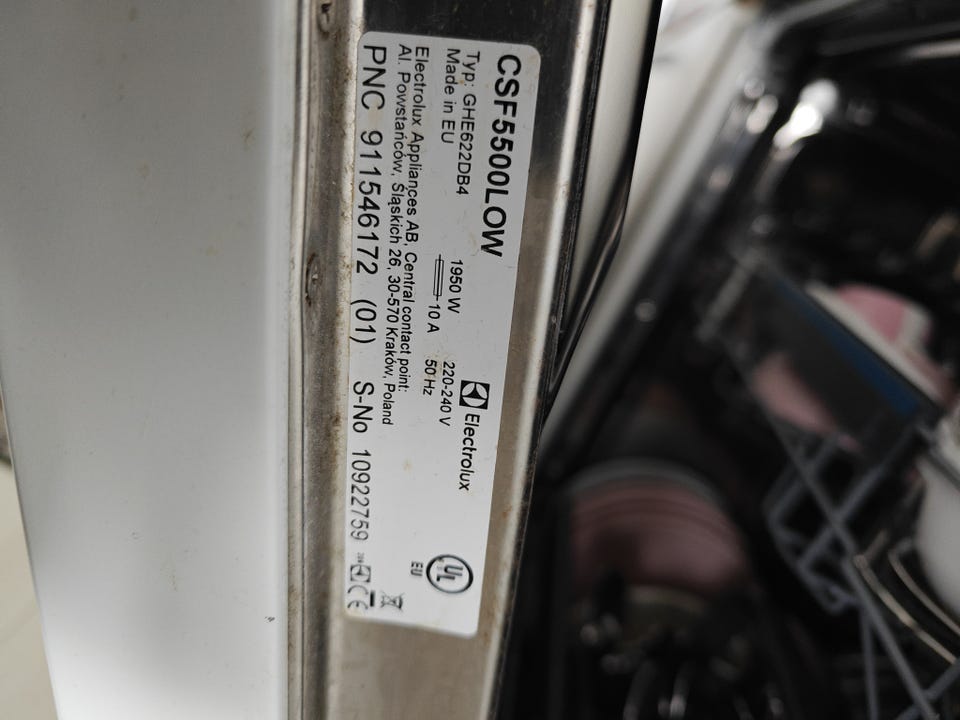 CSF5500LOW
Typ: GHE622DB4
Made in EU
1950 W
10 A
220-240 V
50 Hz
Electrolux
Electrolux Appliances AB, Central contact point:
Al. Powstańców, Śląskich 26, 30-570 Kraków, Poland
PNC 911546172 (01) S-No 10922759
UL
EU
CE